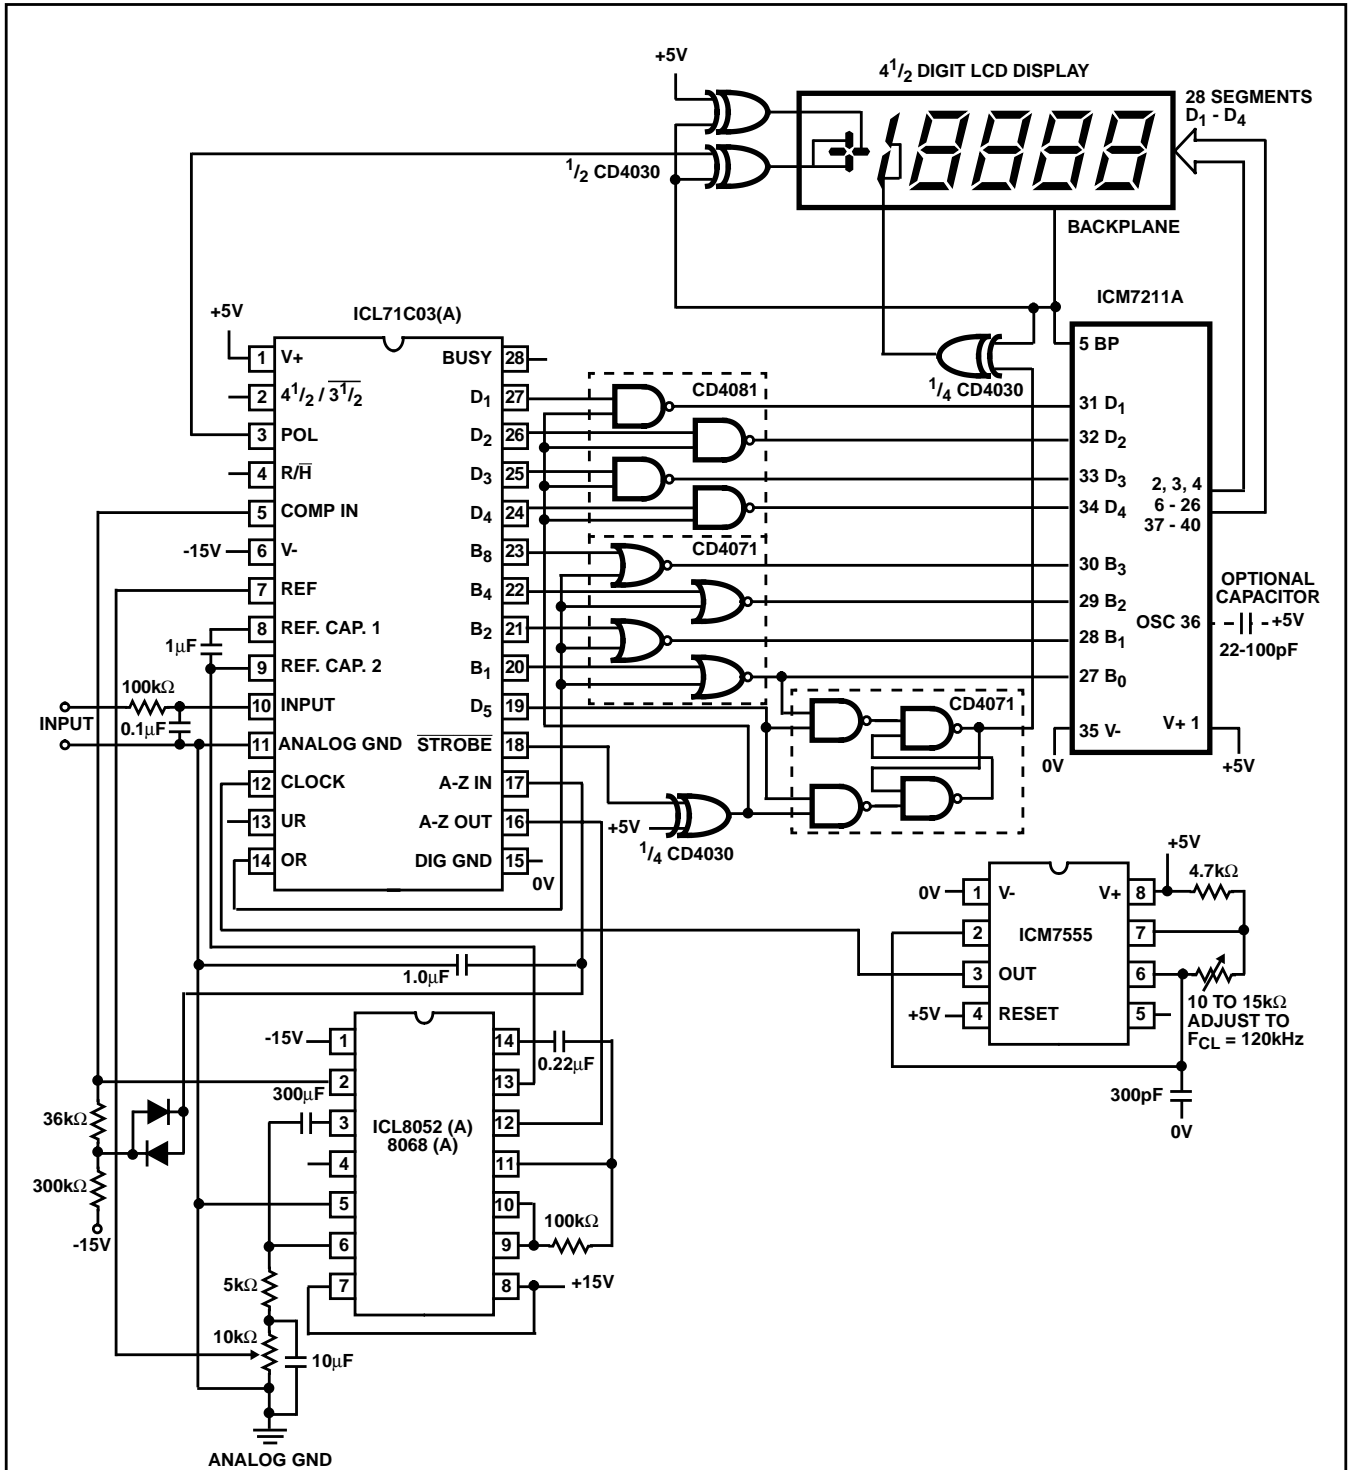 +5V
4 1/2 DIGIT LCD DISPLAY
28 SEGMENTS
D1 - D4
1/2 CD4030
BACKPLANE
ICL71C03(A)
+5V
1 V+
2 4 1/2 / 3 1/2
3 POL
4 R/H
5 COMP IN
-15V
6 V-
7 REF
8 REF. CAP. 1
1μF
9 REF. CAP. 2
100kΩ
INPUT
0.1μF
10 INPUT
11 ANALOG GND
12 CLOCK
13 UR
14 OR
BUSY 28
D1 27
D2 26
D3 25
D4 24
B8 23
B4 22
B2 21
B1 20
D5 19
STROBE 18
A-Z IN 17
A-Z OUT 16
DIG GND 15
0V
CD4081
CD4071
CD4071
1/4 CD4030
+5V
1/4 CD4030
ICM7211A
5 BP
31 D1
32 D2
33 D3
34 D4
2, 3, 4
6 - 26
37 - 40
30 B3
29 B2
28 B1
27 B0
OSC 36
35 V-
0V
V+ 1
+5V
OPTIONAL
CAPACITOR
+5V
22-100pF
ICM7555
0V
1 V-
2
3 OUT
+5V
4 RESET
V+ 8
7
6
5
+5V
4.7kΩ
10 TO 15kΩ
ADJUST TO
FCL = 120kHz
300pF
0V
1.0μF
-15V
1
2
300μF
3
4
5
6
7
ICL8052 (A)
8068 (A)
14
0.22μF
13
12
11
10
9
100kΩ
8
+15V
36kΩ
300kΩ
-15V
5kΩ
10kΩ
10μF
ANALOG GND